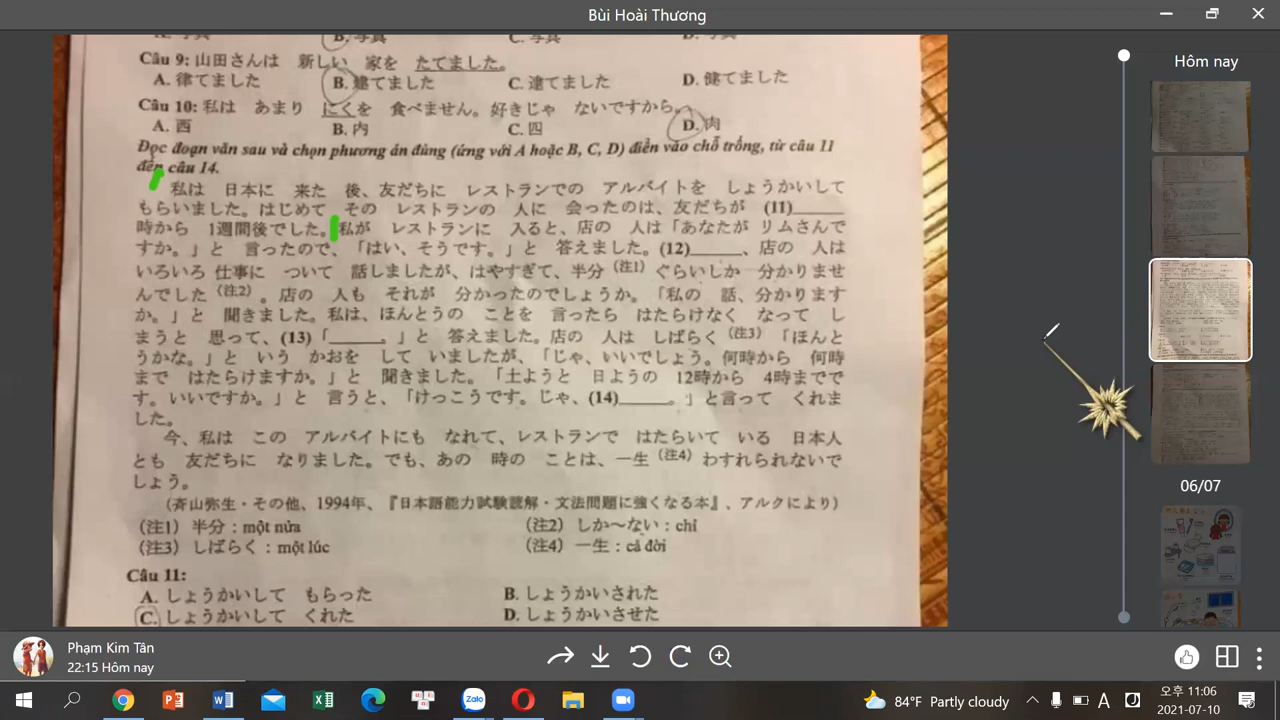 Bùi Hoài Thương
Hôm nay
A. 写真 B. 写真 C. 写真 D. 写真
Câu 9: 山田さんは 新しい 家を たてました。
A. 律てました B. 建てました C. 逮てました D. 健てました
Câu 10: 私は あまり にくを 食べません。好きじゃ ないですから。
A. 西 B. 内 C. 四 D. 肉
Đọc đoạn văn sau và chọn phương án đúng (ứng với A hoặc B, C, D) điền vào chỗ trống, từ câu 11
đến câu 14.
私は 日本に 来た 後、友だちに レストランでの アルバイトを しょうかいして
もらいました。はじめて その レストランの 人に 会ったのは、友だちが (11)______
時から 1週間後でした。私が レストランに 入ると、店の 人は「あなたが リムさんで
すか。」と 言ったので、「はい、そうです。」と 答えました。(12)______、店の 人は
いろいろ 仕事に ついて 話しましたが、はやすぎて、半分(注1) ぐらいしか 分かりませ
んでした(注2)。店の 人も それが 分かったのでしょうか。「私の 話、分かります
か。」と 聞きました。私は、ほんとうの ことを 言ったら はたらけなく なって し
まうと 思って、(13)「______。」と 答えました。店の 人は しばらく(注3)「ほんと
うかな。」と いう かおを して いましたが、「じゃ、いいでしょう。何時から 何時
まで はたらけますか。」と 聞きました。「土ようと 日ようの 12時から 4時までで
す。いいですか。」と 言うと、「けっこうです。じゃ、(14)______。」と言って くれま
した。
今、私は この アルバイトにも なれて、レストランで はたらいて いる 日本人
とも 友だちに なりました。でも、あの 時の ことは、一生(注4) わすれられないで
しょう。
(斉山弥生・その他、1994年、『日本語能力試験読解・文法問題に強くなる本』、アルクにより)
(注1) 半分：một nửa (注2) しか〜ない：chỉ
(注3) しばらく：một lúc (注4) 一生：cả đời
Câu 11:
A. しょうかいして もらった B. しょうかいされた
C. しょうかいして くれた D. しょうかいさせた
06/07
Phạm Kim Tân
22:15 Hôm nay
Zalo
84°F Partly cloudy
A
오후 11:06
2021-07-10